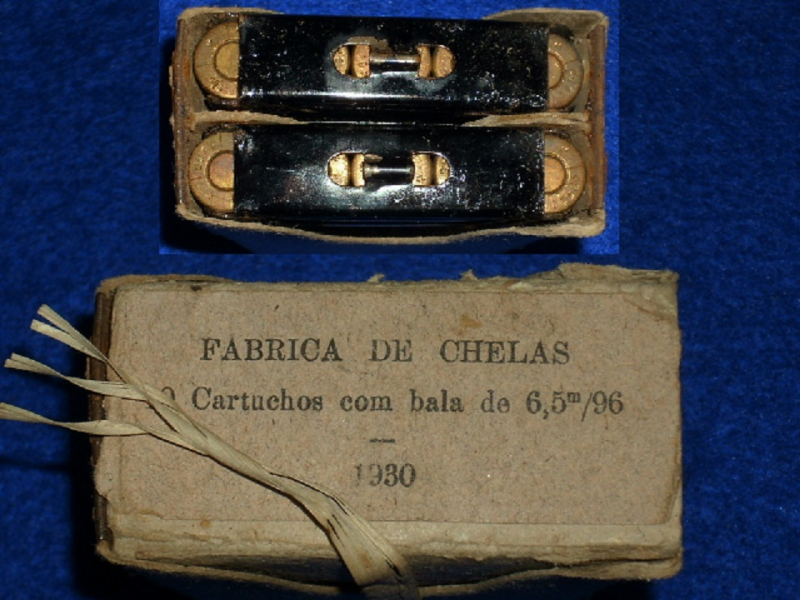 FABRICA DE CHELAS
Cartuchos com bala de 6,5ᵐ/96
1930